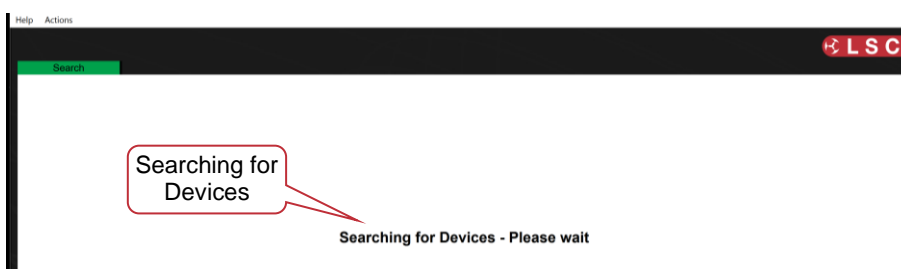 Help Actions
LSC
Search
Searching for
Devices
Searching for Devices - Please wait